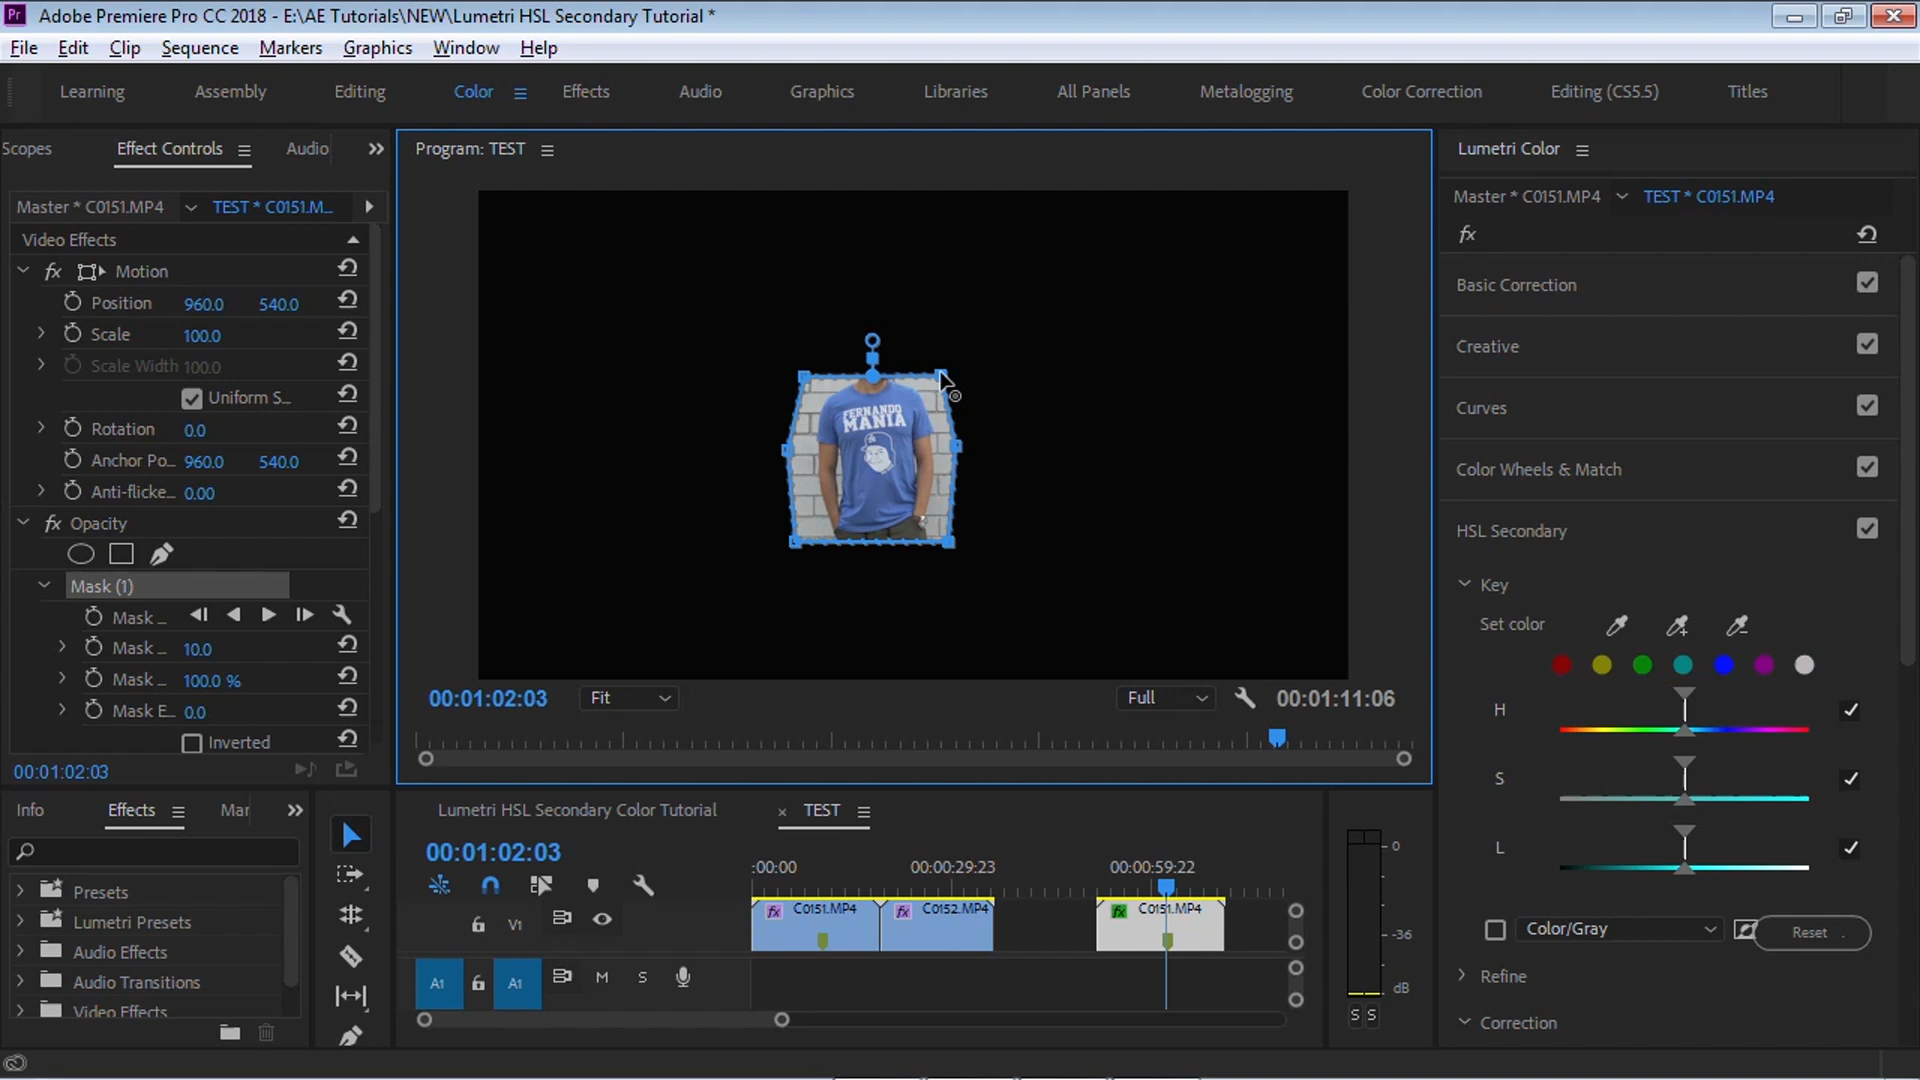 Pr Adobe Premiere Pro CC 2018 - E:\AE Tutorials\NEW\Lumetri HSL Secondary Tutorial *
File Edit Clip Sequence Markers Graphics Window Help
Learning Assembly Editing Color Effects Audio Graphics Libraries All Panels Metalogging Color Correction Editing (CS5.5) Titles
Scopes Effect Controls Audio
Master * C0151.MP4 TEST * C0151.M...
Video Effects
fx Motion
Position 960.0 540.0
Scale 100.0
Scale Width 100.0
Uniform S...
Rotation 0.0
Anchor Po... 960.0 540.0
Anti-flicke... 0.00
fx Opacity
Mask (1)
Mask ...
Mask ... 10.0
Mask ... 100.0 %
Mask E... 0.0
Inverted
00:01:02:03
Program: TEST
FERNANDO
MANIA
00:01:02:03 Fit Full 00:01:11:06
Lumetri Color
Master * C0151.MP4 TEST * C0151.MP4
fx
Basic Correction
Creative
Curves
Color Wheels & Match
HSL Secondary
Key
Set color
H
S
L
Color/Gray Reset
Refine
Correction
Info Effects Mar
Presets
Lumetri Presets
Audio Effects
Audio Transitions
Video Effects
Lumetri HSL Secondary Color Tutorial × TEST
00:01:02:03
:00:00 00:00:29:23 00:00:59:22
V1 fx C0151.MP4 fx C0152.MP4 fx C0151.MP4
A1 A1 M S
0
-36
dB
S S